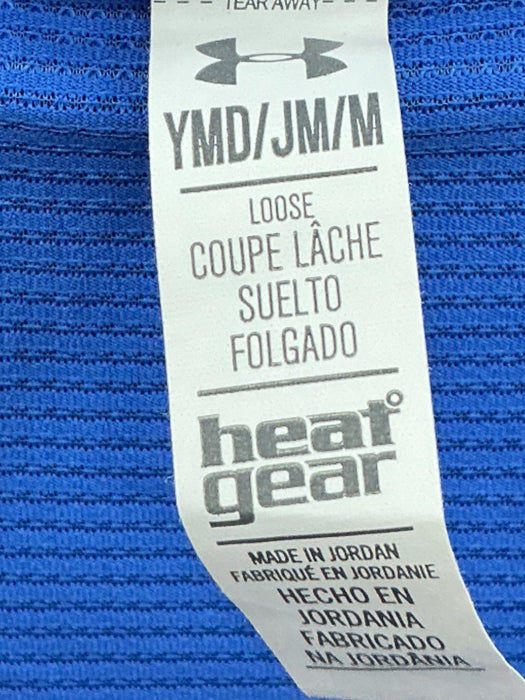 TEAR AWAY
YMD/JM/M
LOOSE
COUPE LÂCHE
SUELTO
FOLGADO
heat
gear
MADE IN JORDAN
FABRIQUÉ EN JORDANIE
HECHO EN
JORDANIA
FABRICADO
NA JORDÂNIA